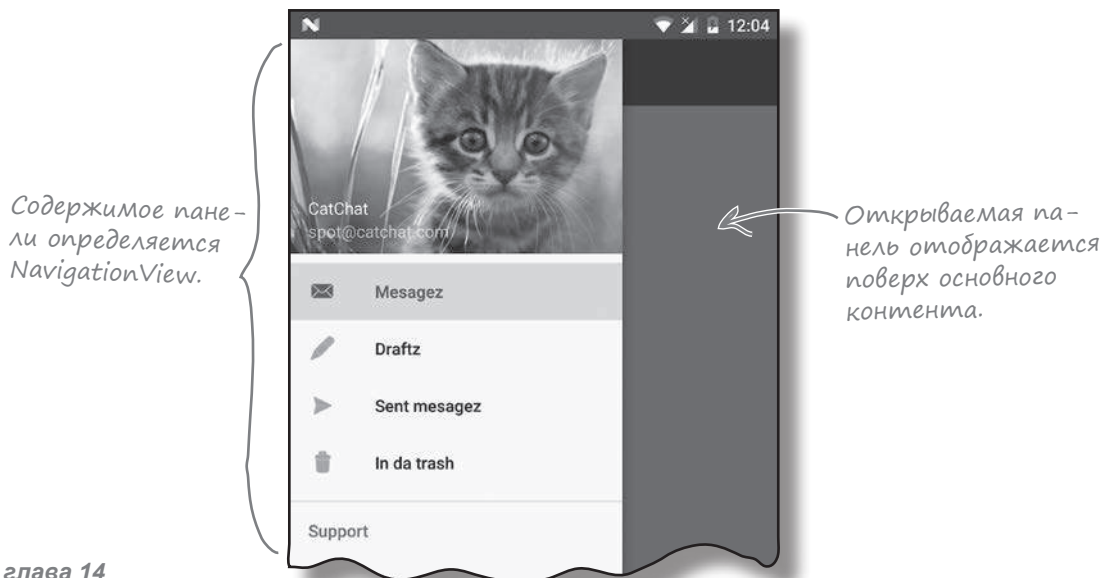 12:04
Содержимое пане-
ли определяется
NavigationView.
CatChat
spot@catchat.com
Открываемая па-
нель отображается
поверх основного
контента.
Mesagez
Draftz
Sent mesagez
In da trash
Support
глава 14